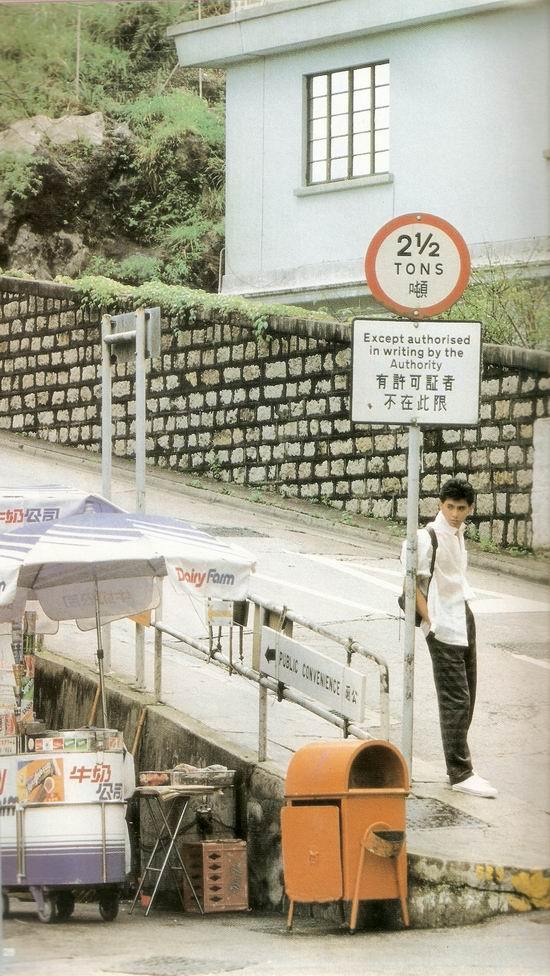 2½
TONS
噸
Except authorised
in writing by the
Authority
有許可証者
不在此限
牛奶公司
Dairy Farm
PUBLIC CONVENIENCE
牛奶
公司